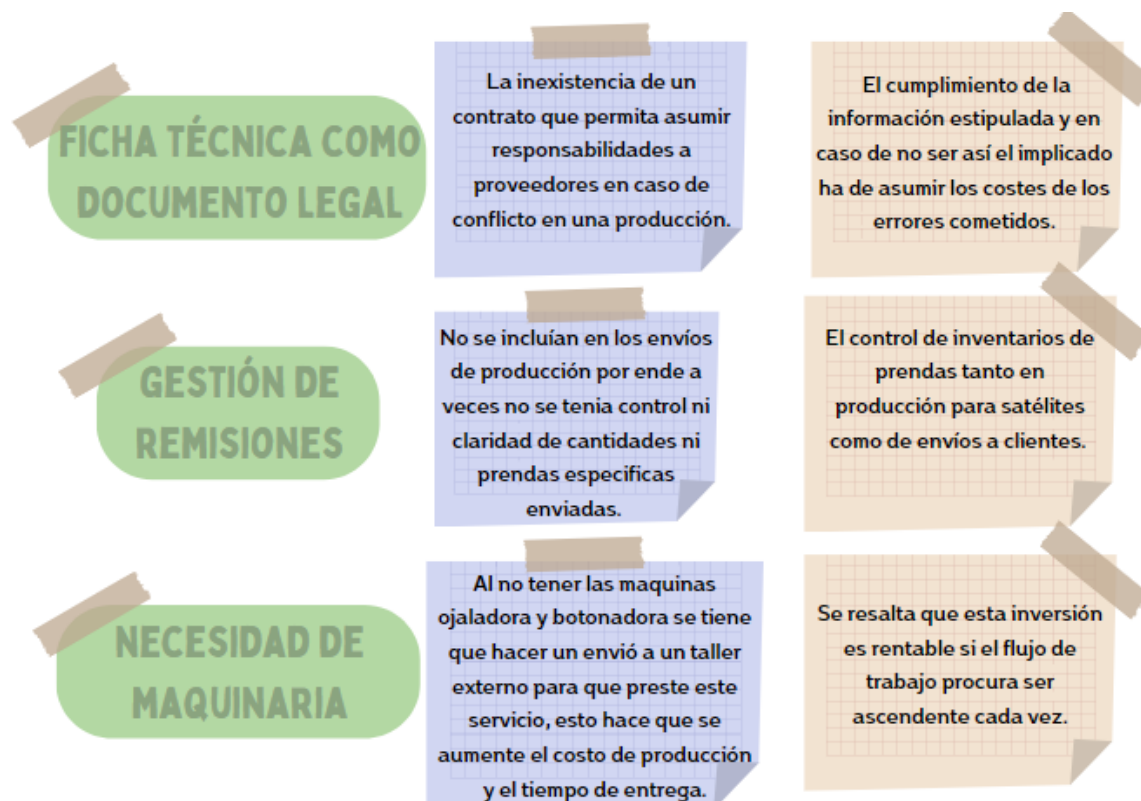 FICHA TÉCNICA COMO
DOCUMENTO LEGAL
La inexistencia de un
contrato que permita asumir
responsabilidades a
proveedores en caso de
conflicto en una producción.
El cumplimiento de la
información estipulada y en
caso de no ser así el implicado
ha de asumir los costes de los
errores cometidos.
GESTIÓN DE
REMISIONES
No se incluían en los envíos
de producción por ende a
veces no se tenia control ni
claridad de cantidades ni
prendas especificas
enviadas.
El control de inventarios de
prendas tanto en
producción para satélites
como de envíos a clientes.
NECESIDAD DE
MAQUINARIA
Al no tener las maquinas
ojaladora y botonadora se tiene
que hacer un envió a un taller
externo para que preste este
servicio, esto hace que se
aumente el costo de producción
y el tiempo de entrega.
Se resalta que esta inversión
es rentable si el flujo de
trabajo procura ser
ascendente cada vez.